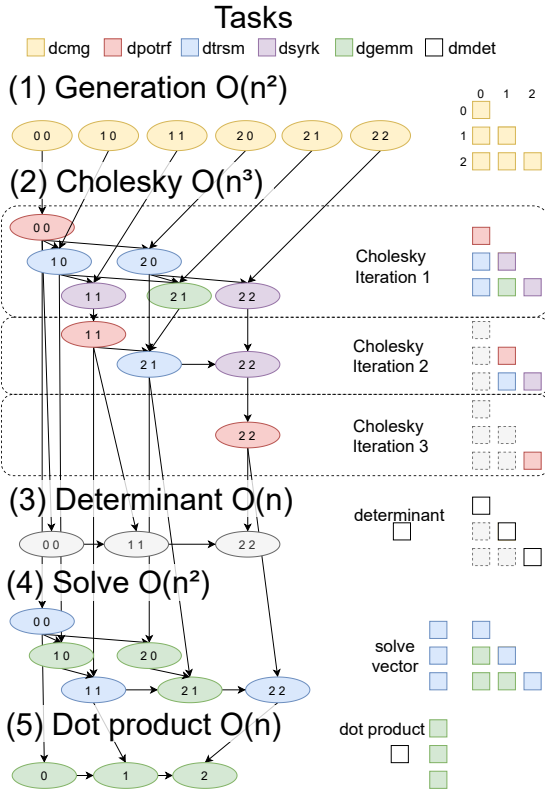 Tasks
dcmg dpotrf dtrsm dsyrk dgemm dmdet
(1) Generation O(n²)
0 1 2
0
1
2
0 0 1 0 1 1 2 0 2 1 2 2
(2) Cholesky O(n³)
0 0
1 0 2 0
Cholesky
Iteration 1
1 1 2 1 2 2
1 1
Cholesky
Iteration 2
2 1 2 2
Cholesky
Iteration 3
2 2
(3) Determinant O(n)
determinant
0 0 1 1 2 2
(4) Solve O(n²)
0 0
solve
vector
1 0 2 0
1 1 2 1 2 2
(5) Dot product O(n)
dot product
0 1 2